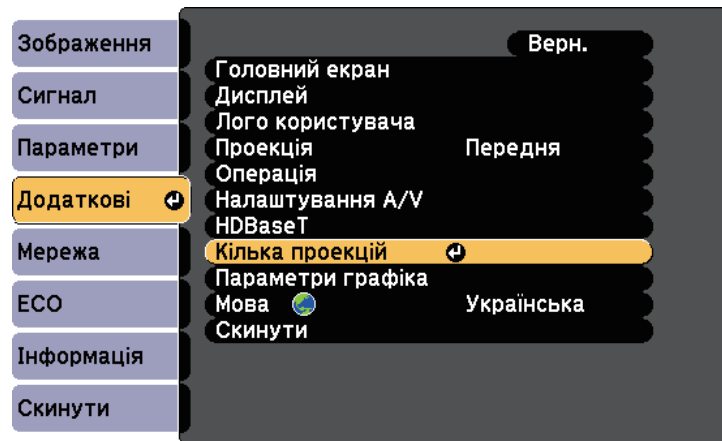 Зображення
Сигнал
Параметри
Додаткові
Мережа
ECO
Інформація
Скинути
Верн.
Головний екран
Дисплей
Лого користувача
Проекція Передня
Операція
Налаштування A/V
HDBaseT
Кілька проекцій
Параметри графіка
Мова Українська
Скинути